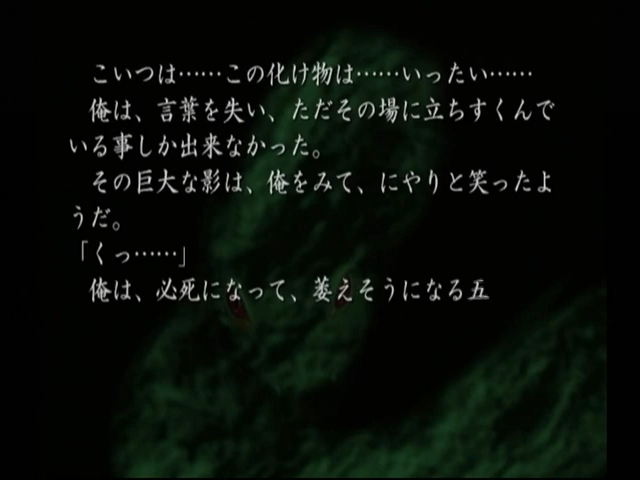 こいつは……この化け物は……いったい……
俺は、言葉を失い、ただその場に立ちすくんで
いる事しか出来なかった。
その巨大な影は、俺をみて、にやりと笑ったよ
うだ。
「くっ……」
俺は、必死になって、萎えそうになる五